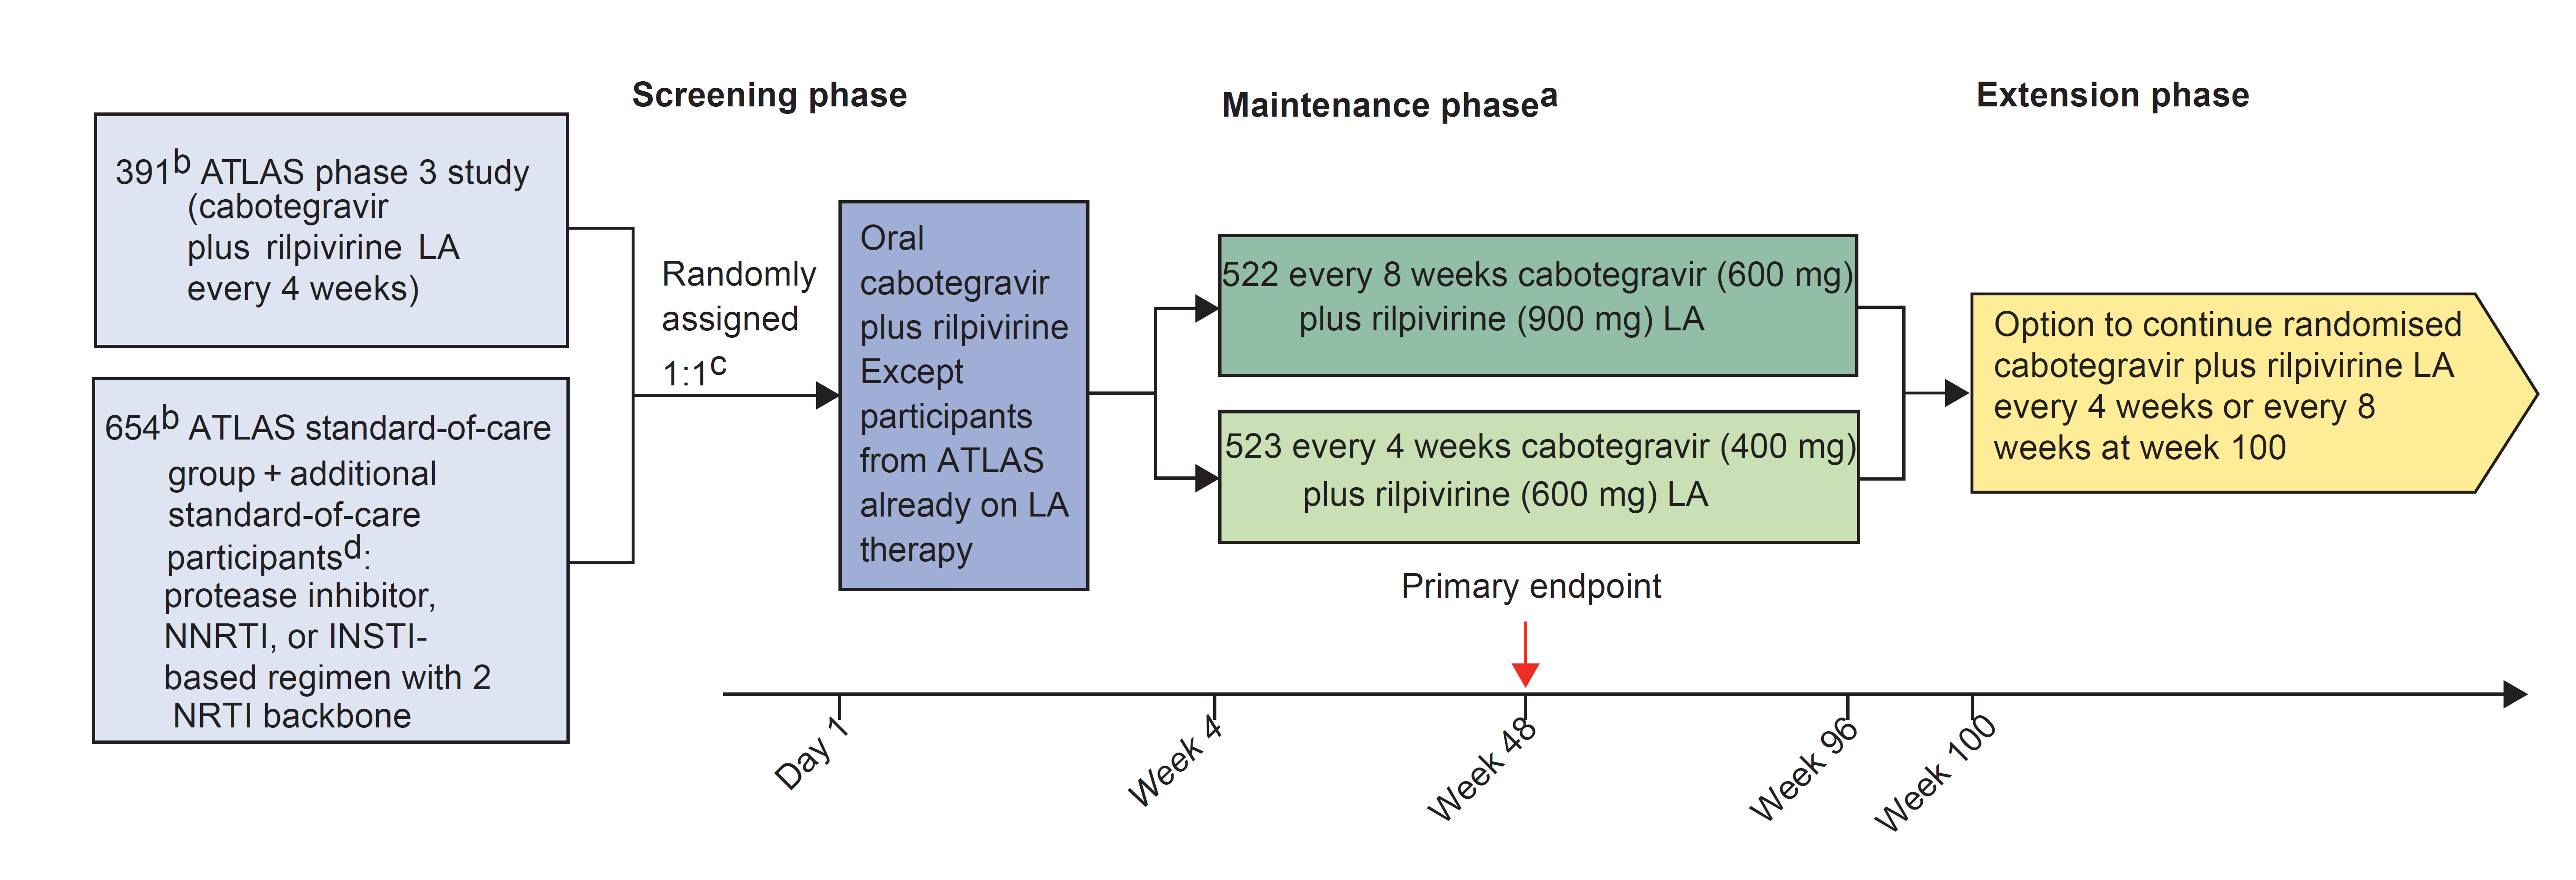 Screening phase
Maintenance phaseᵃ
Extension phase
391ᵇ ATLAS phase 3 study
(cabotegravir
plus rilpivirine LA
every 4 weeks)
654ᵇ ATLAS standard-of-care
group + additional
standard-of-care
participantsᵈ:
protease inhibitor,
NNRTI, or INSTI-
based regimen with 2
NRTI backbone
Randomly
assigned
1:1ᶜ
Oral
cabotegravir
plus rilpivirine
Except
participants
from ATLAS
already on LA
therapy
522 every 8 weeks cabotegravir (600 mg)
plus rilpivirine (900 mg) LA
523 every 4 weeks cabotegravir (400 mg)
plus rilpivirine (600 mg) LA
Option to continue randomised
cabotegravir plus rilpivirine LA
every 4 weeks or every 8
weeks at week 100
Primary endpoint
Day 1
Week 4
Week 48
Week 96
Week 100